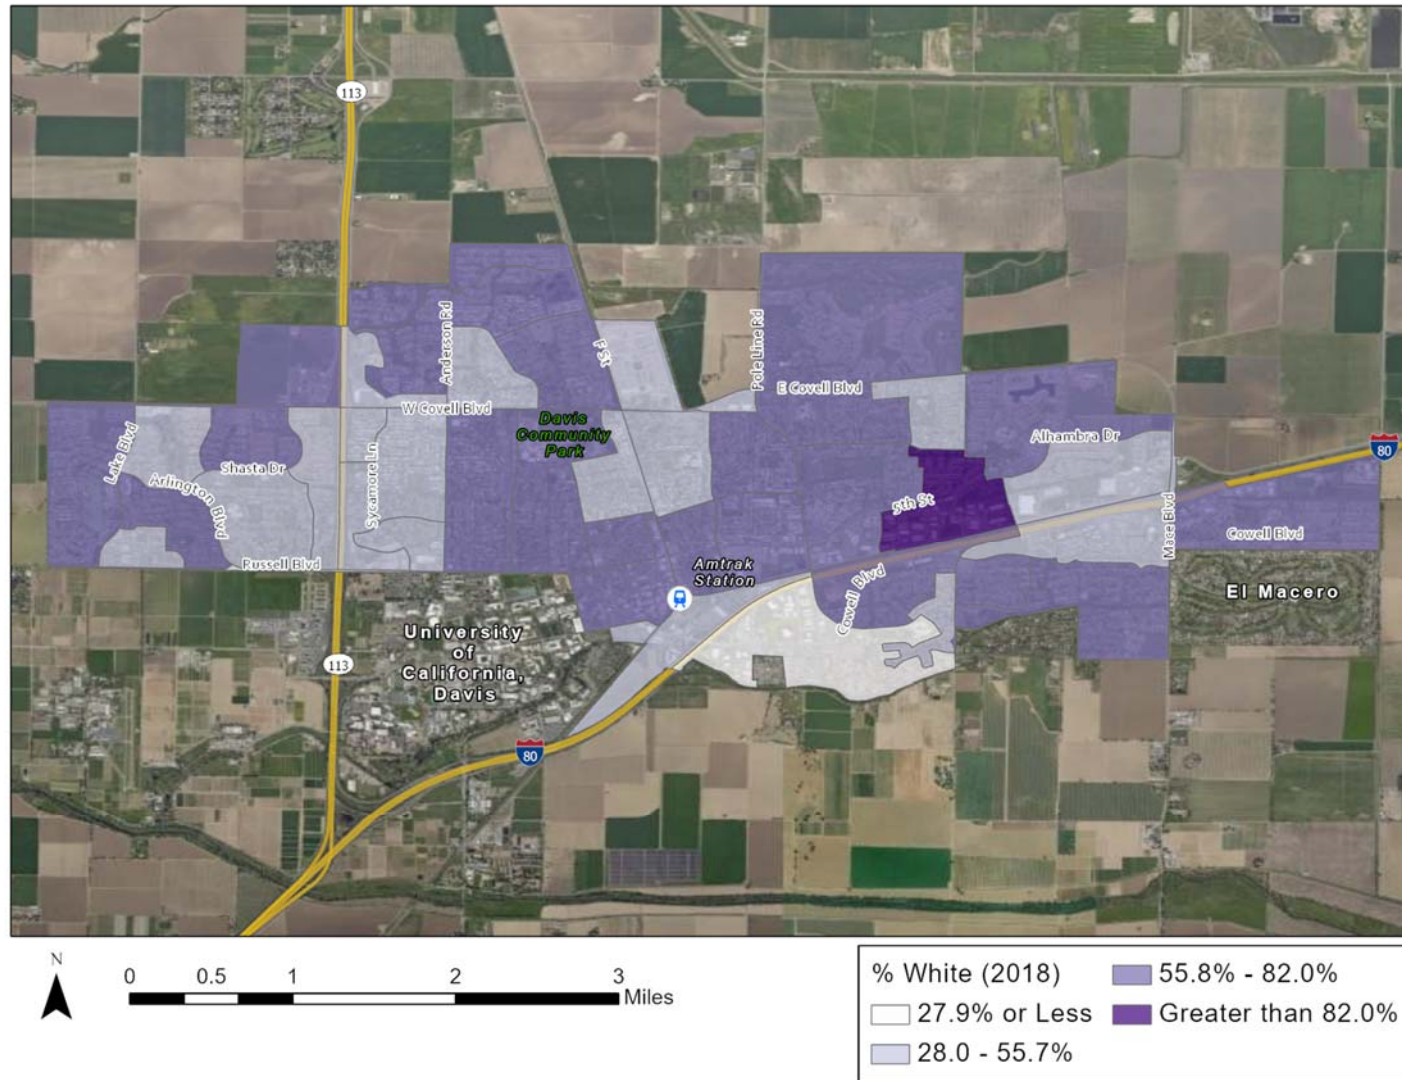 113
Anderson Rd
F St
Pole Line Rd
E Covell Blvd
W Covell Blvd
Davis
Community
Park
Lake Blvd
Shasta Dr
Arlington Blvd
Sycamore Ln
Alhambra Dr
80
5th St
Mace Blvd
Cowell Blvd
Russell Blvd
Amtrak
Station
Cowell Blvd
El Macero
University
of
California,
Davis
113
80
N
0 0.5 1 2 3
Miles
% White (2018)
27.9% or Less
28.0 - 55.7%
55.8% - 82.0%
Greater than 82.0%